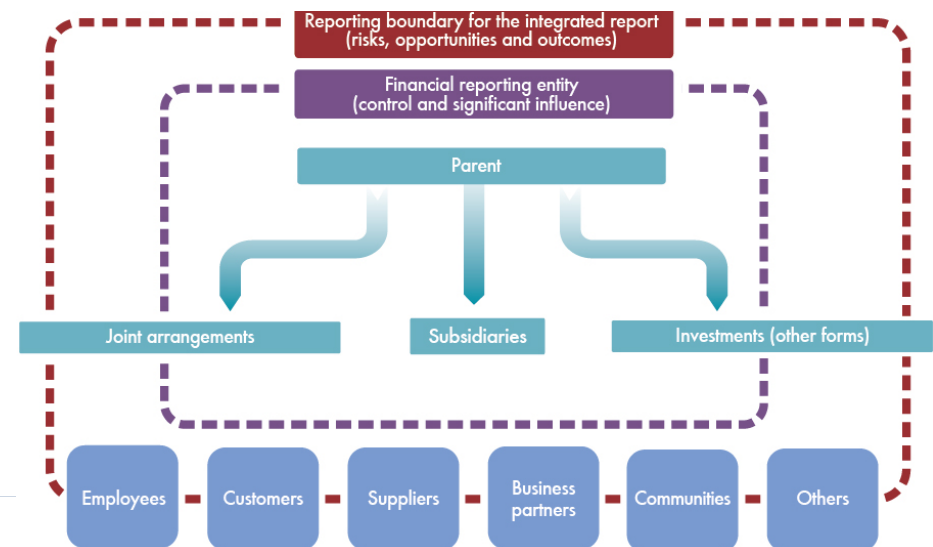 Reporting boundary for the integrated report
(risks, opportunities and outcomes)
Financial reporting entity
(control and significant influence)
Parent
Joint arrangements
Subsidiaries
Investments (other forms)
Employees
Customers
Suppliers
Business
partners
Communities
Others